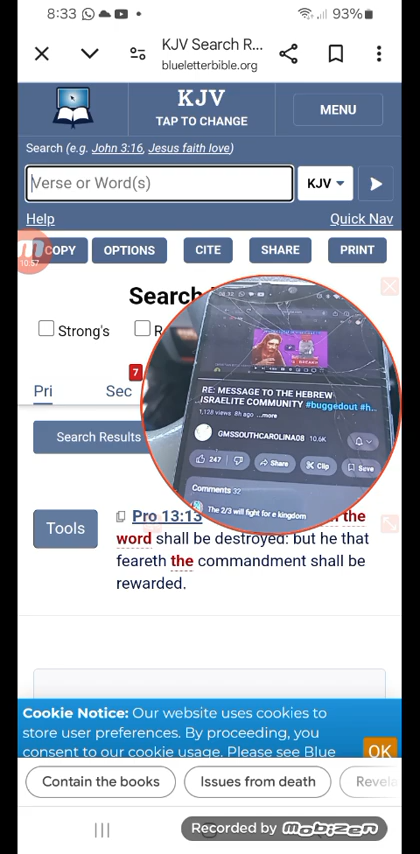 8:33
93%
KJV Search R...
blueletterbible.org
KJV
TAP TO CHANGE
MENU
Search (e.g. John 3:16, Jesus faith love)
Verse or Word(s)
KJV
Help
Quick Nav
COPY
OPTIONS
CITE
SHARE
PRINT
10:57
Search
Strong's
7
Pri
Sec
Search Results
RE: MESSAGE TO THE HEBREW
ISRAELITE COMMUNITY #buggedout #h...
1,128 views 8h ago ...more
GMSSOUTHCAROLINA08 10.6K
247
Share
Clip
Save
Comments 32
The 2/3 will fight for e kingdom
Tools
Pro 13:13
the
word shall be destroyed: but he that
feareth the commandment shall be
rewarded.
Cookie Notice: Our website uses cookies to
store user preferences. By proceeding, you
consent to our cookie usage. Please see Blue
OK
Contain the books
Issues from death
Revela
Recorded by mobizen